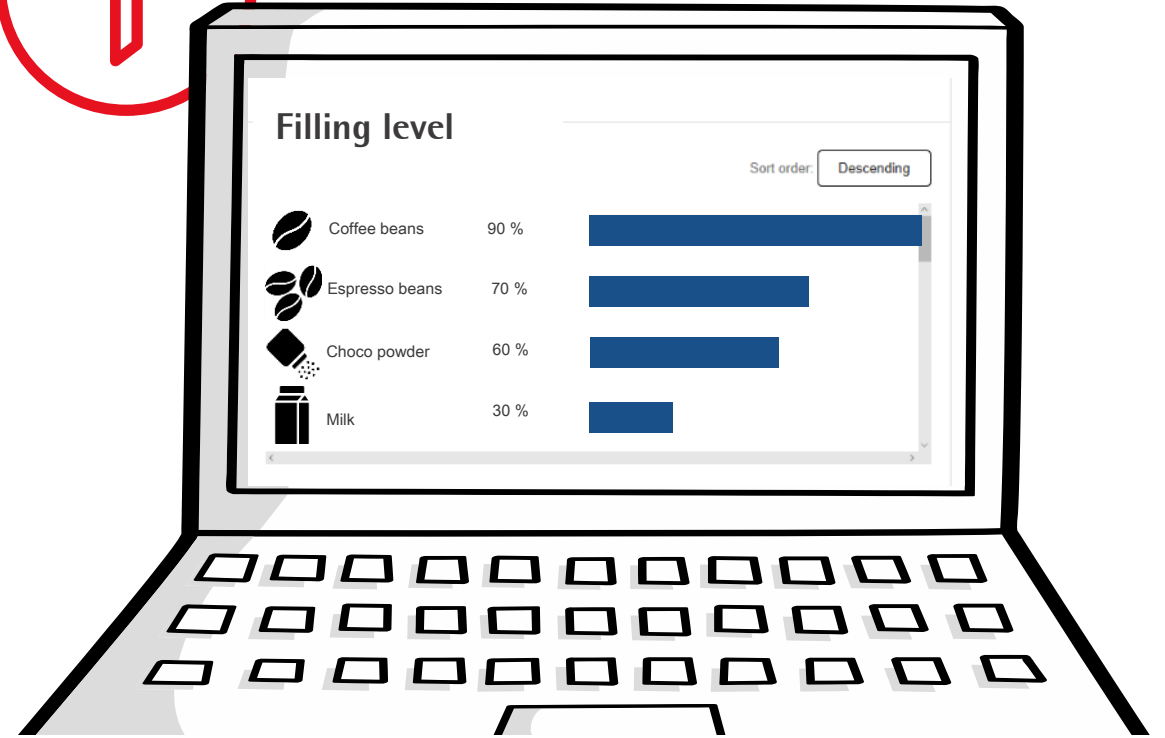 Filling level
Sort order: Descending
Coffee beans 90 %
Espresso beans 70 %
Choco powder 60 %
Milk 30 %